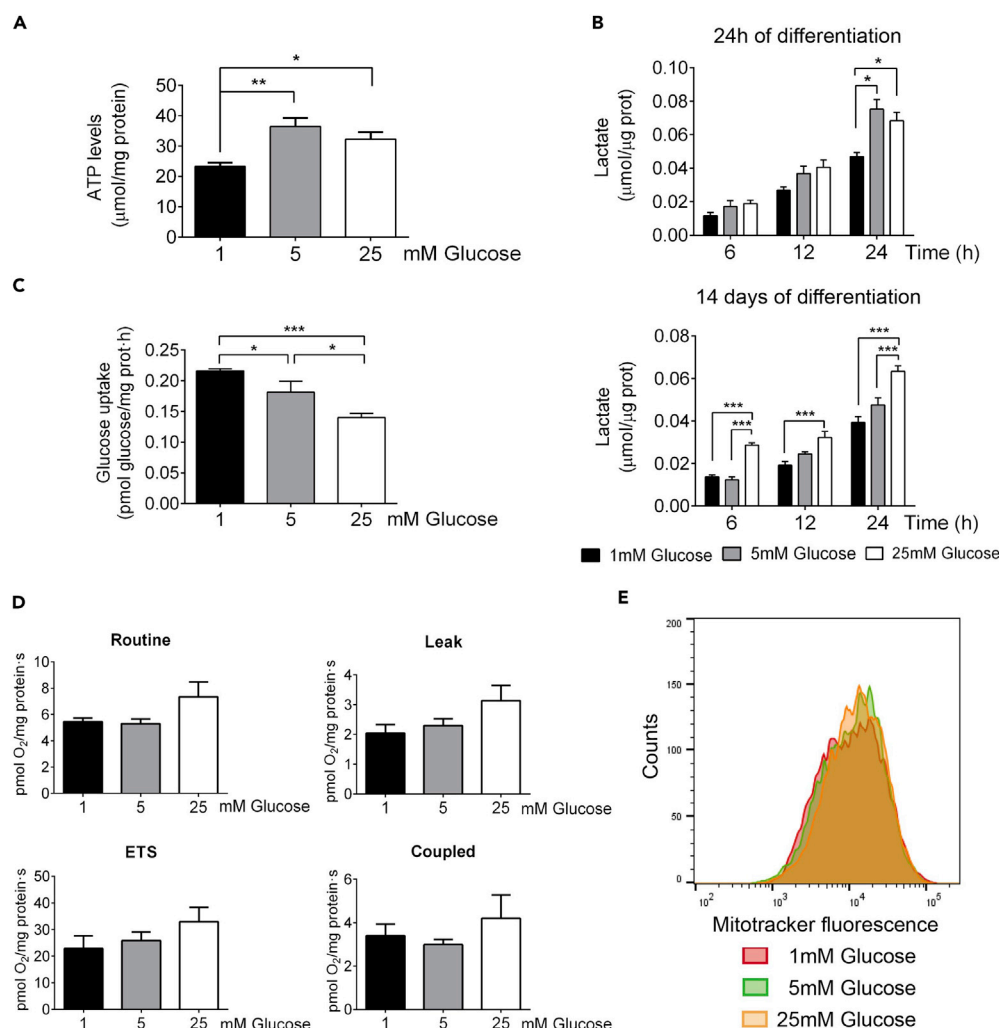 A
ATP levels
(μmol/mg protein)
50
40
30
20
10
0
*
**
1 5 25 mM Glucose
B
24h of differentiation
Lactate
(μmol/μg prot)
0.10
0.08
0.06
0.04
0.02
0.00
*
*
6 12 24 Time (h)
C
Glucose uptake
(pmol glucose/mg prot·h)
0.25
0.20
0.15
0.10
0.05
0.00
***
* *
1 5 25 mM Glucose
14 days of differentiation
Lactate
(μmol/μg prot)
0.08
0.06
0.04
0.02
0.00
***
***
***
***
***
6 12 24 Time (h)
1mM Glucose 5mM Glucose 25mM Glucose
D
Routine
pmol O2/mg protein·s
10
8
6
4
2
0
1 5 25 mM Glucose
Leak
pmol O2/mg protein·s
4
3
2
1
0
1 5 25 mM Glucose
ETS
pmol O2/mg protein·s
50
40
30
20
10
0
1 5 25 mM Glucose
Coupled
pmol O2/mg protein·s
6
4
2
0
1 5 25 mM Glucose
E
Counts
200
150
100
50
0
10² 10³ 10⁴ 10⁵
Mitotracker fluorescence
1mM Glucose
5mM Glucose
25mM Glucose